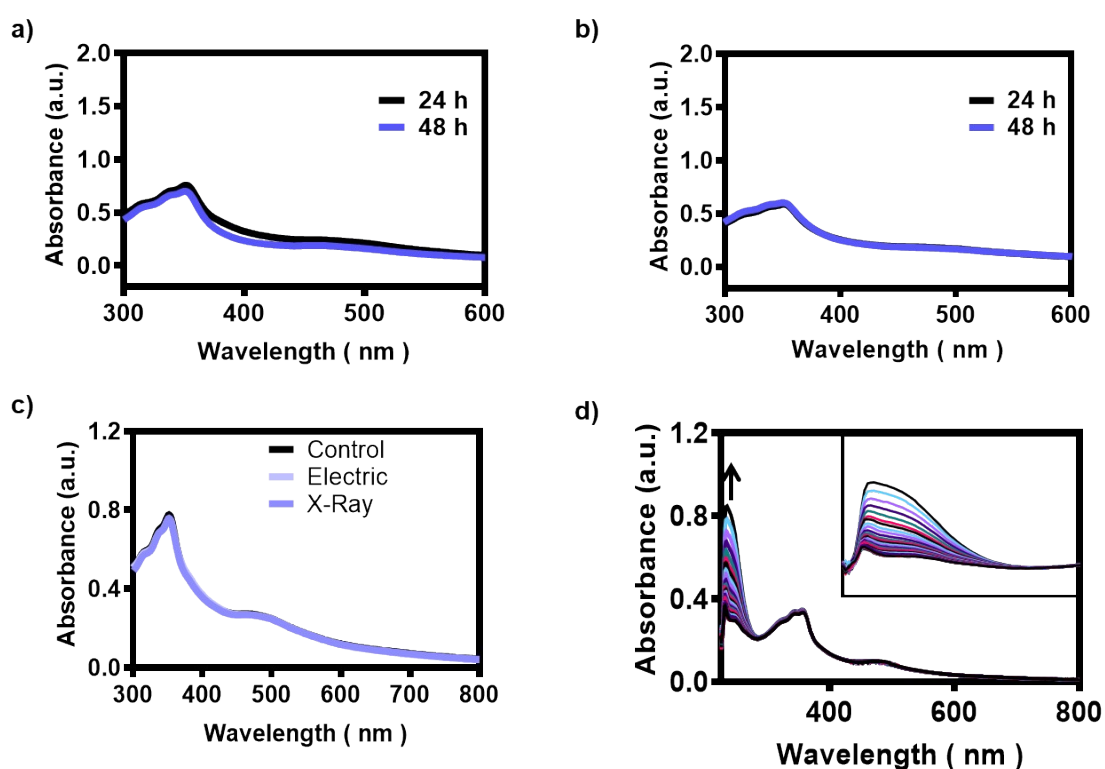 a)
Absorbance (a.u.)
2.0
1.5
1.0
0.5
0.0
24 h
48 h
300
400
500
600
Wavelength ( nm )
b)
Absorbance (a.u.)
2.0
1.5
1.0
0.5
0.0
24 h
48 h
300
400
500
600
Wavelength ( nm )
c)
Absorbance (a.u.)
1.2
0.8
0.4
0.0
Control
Electric
X-Ray
300
400
500
600
700
800
Wavelength ( nm )
d)
Absorbance (a.u.)
1.2
0.8
0.4
0.0
400
600
800
Wavelength ( nm )